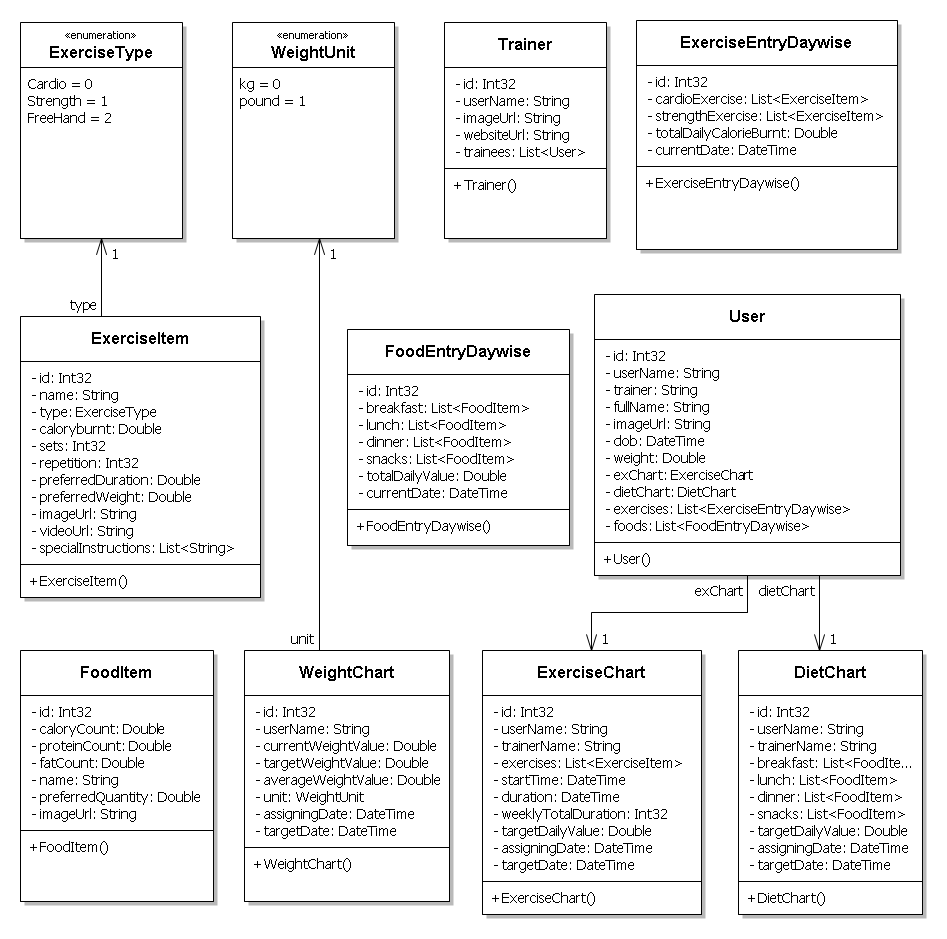 «enumeration»
ExerciseType
Cardio = 0
Strength = 1
FreeHand = 2
«enumeration»
WeightUnit
kg = 0
pound = 1
Trainer
- id: Int32
- userName: String
- imageUrl: String
- websiteUrl: String
- trainees: List<User>
+ Trainer()
ExerciseEntryDaywise
- id: Int32
- cardioExercise: List<ExerciseItem>
- strengthExercise: List<ExerciseItem>
- totalDailyCalorieBurnt: Double
- currentDate: DateTime
+ ExerciseEntryDaywise()
1
type
1
unit
ExerciseItem
- id: Int32
- name: String
- type: ExerciseType
- caloryburnt: Double
- sets: Int32
- repetition: Int32
- preferredDuration: Double
- preferredWeight: Double
- imageUrl: String
- videoUrl: String
- specialInstructions: List<String>
+ ExerciseItem()
FoodEntryDaywise
- id: Int32
- breakfast: List<FoodItem>
- lunch: List<FoodItem>
- dinner: List<FoodItem>
- snacks: List<FoodItem>
- totalDailyValue: Double
- currentDate: DateTime
+ FoodEntryDaywise()
User
- id: Int32
- userName: String
- trainer: String
- fullName: String
- imageUrl: String
- dob: DateTime
- weight: Double
- exChart: ExerciseChart
- dietChart: DietChart
- exercises: List<ExerciseEntryDaywise>
- foods: List<FoodEntryDaywise>
+ User()
exChart
dietChart
1
1
FoodItem
- id: Int32
- caloryCount: Double
- proteinCount: Double
- fatCount: Double
- name: String
- preferredQuantity: Double
- imageUrl: String
+ FoodItem()
WeightChart
- id: Int32
- userName: String
- currentWeightValue: Double
- targetWeightValue: Double
- averageWeightValue: Double
- unit: WeightUnit
- assigningDate: DateTime
- targetDate: DateTime
+ WeightChart()
ExerciseChart
- id: Int32
- userName: String
- trainerName: String
- exercises: List<ExerciseItem>
- startTime: DateTime
- duration: DateTime
- weeklyTotalDuration: Int32
- targetDailyValue: Double
- assigningDate: DateTime
- targetDate: DateTime
+ ExerciseChart()
DietChart
- id: Int32
- userName: String
- trainerName: String
- breakfast: List<FoodIte...
- lunch: List<FoodItem>
- dinner: List<FoodItem>
- snacks: List<FoodItem>
- targetDailyValue: Double
- assigningDate: DateTime
- targetDate: DateTime
+ DietChart()